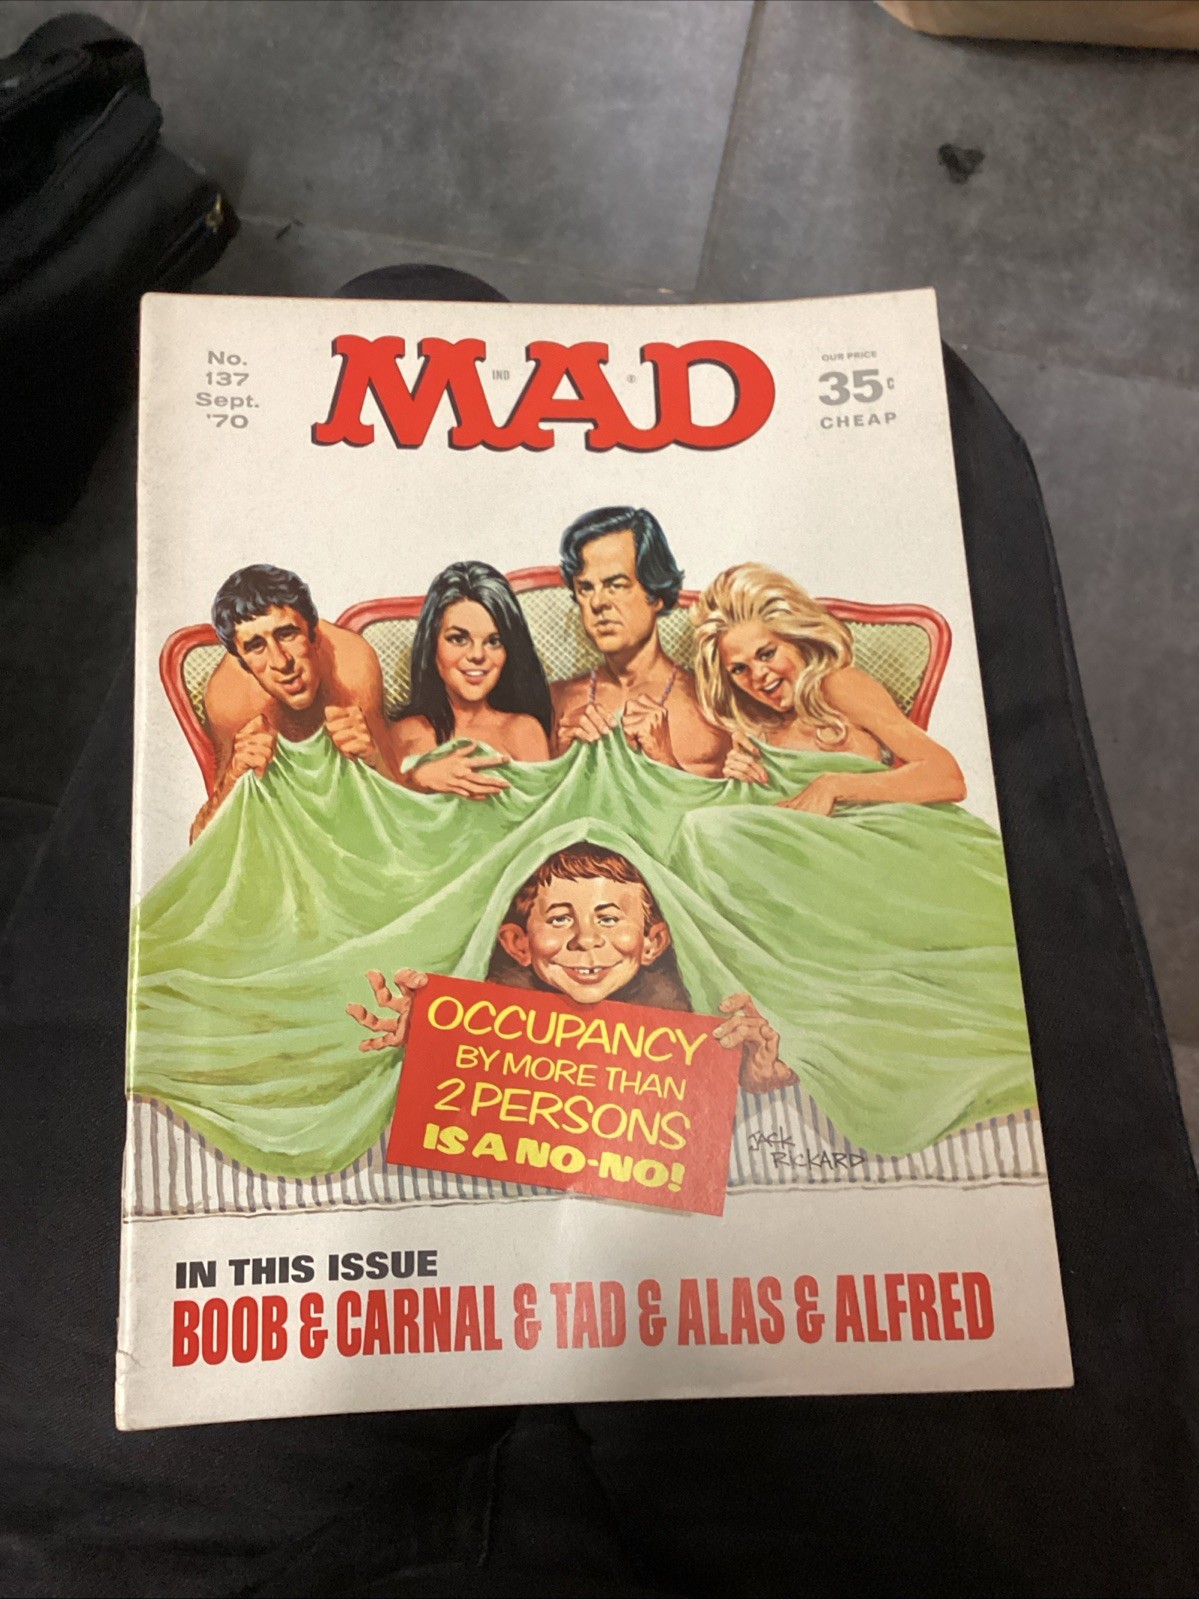 No.
137
Sept.
'70
MAD
IND
®
OUR PRICE
35¢
CHEAP
OCCUPANCY
BY MORE THAN
2 PERSONS
IS A NO-NO!
JACK
RICKARD
IN THIS ISSUE
BOOB & CARNAL & TAD & ALAS & ALFRED